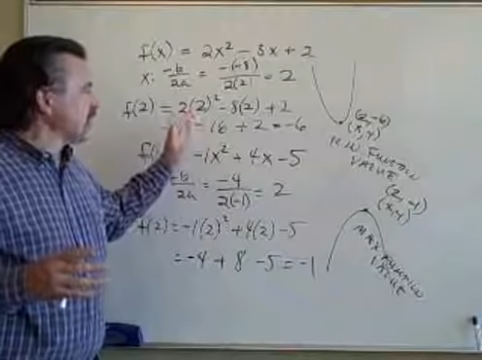 f(x) = 2x² - 8x + 2
x: -b/2a = -(-8)/2(2) = 2
f(2) = 2(2)² - 8(2) + 2
- 16 + 2 = -6
(2, -6)
(x, y)
MIN FUNCTION
VALUE
f( -1x² + 4x - 5
-b/2a = -4/2(-1) = 2
f(2) = -1(2)² + 4(2) - 5
= -4 + 8 - 5 = -1
(2, -1)
(x, y)
MAX FUNCTION
VALUE